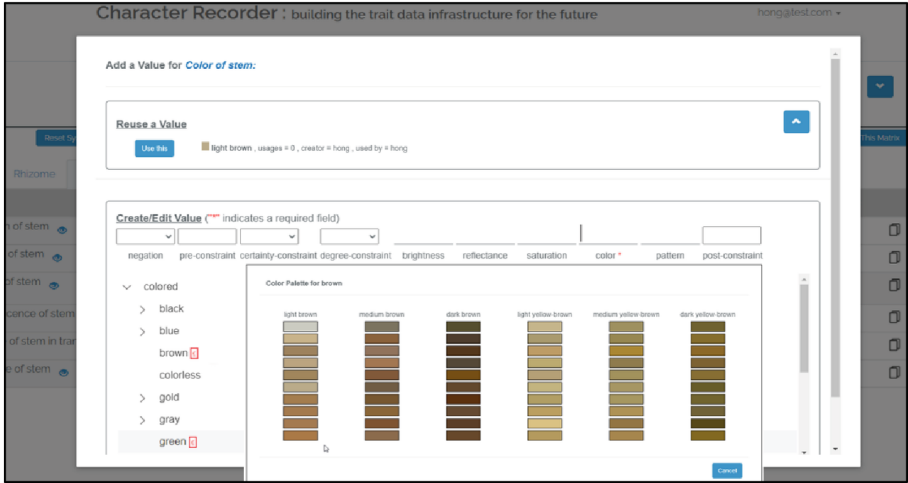 Character Recorder : building the trait data infrastructure for the future
hong@test.com
Add a Value for Color of stem:
Reuse a Value
Use this
light brown , usages = 0 , creator = hong , used by = hong
Reset Sy
This Matrix
Rhizome
Create/Edit Value ("*" indicates a required field)
n of stem
negation pre-constraint certainty-constraint degree-constraint brightness reflectance saturation color * pattern post-constraint
of stem
of stem
cence of stem
of stem in tran
e of stem
colored
black
blue
brown
colorless
gold
gray
green
Color Palette for brown
light brown medium brown dark brown light yellow-brown medium yellow-brown dark yellow-brown
Cancel